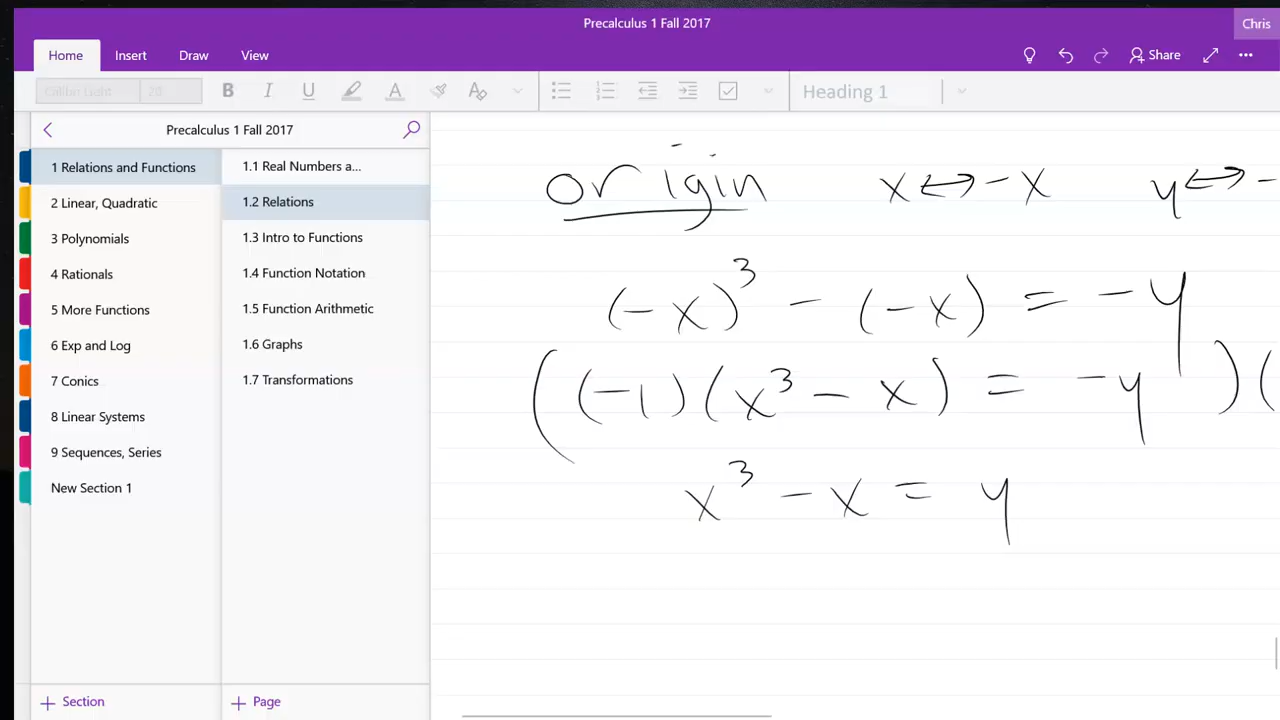 Precalculus 1 Fall 2017
Chris
Home Insert Draw View
Share
Calibri Light 20 B I U A Heading 1
Precalculus 1 Fall 2017
1 Relations and Functions
2 Linear, Quadratic
3 Polynomials
4 Rationals
5 More Functions
6 Exp and Log
7 Conics
8 Linear Systems
9 Sequences, Series
New Section 1
+ Section
1.1 Real Numbers a...
1.2 Relations
1.3 Intro to Functions
1.4 Function Notation
1.5 Function Arithmetic
1.6 Graphs
1.7 Transformations
+ Page
origin x ↔ -x y ↔ -
(-x)³ - (-x) = -y
((-1)(x³ - x) = -y)(
x³ - x = y